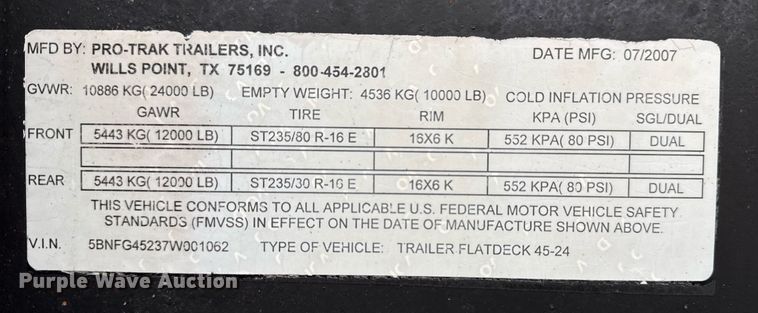 MFD BY: PRO-TRAK TRAILERS, INC. DATE MFG: 07/2007
WILLS POINT, TX 75169 - 800-454-2801
GVWR: 10886 KG( 24000 LB) EMPTY WEIGHT: 4536 KG( 10000 LB) COLD INFLATION PRESSURE
GAWR TIRE RIM KPA (PSI) SGL/DUAL
FRONT 5443 KG( 12000 LB) ST235/80 R-16 E 16X6 K 552 KPA( 80 PSI) DUAL
REAR 5443 KG( 12000 LB) ST235/80 R-16 E 16X6 K 552 KPA( 80 PSI) DUAL
THIS VEHICLE CONFORMS TO ALL APPLICABLE U.S. FEDERAL MOTOR VEHICLE SAFETY
STANDARDS (FMVSS) IN EFFECT ON THE DATE OF MANUFACTURE SHOWN ABOVE.
V.I.N. 5BNFG45237W001062 TYPE OF VEHICLE: TRAILER FLATDECK 45-24
Purple Wave Auction